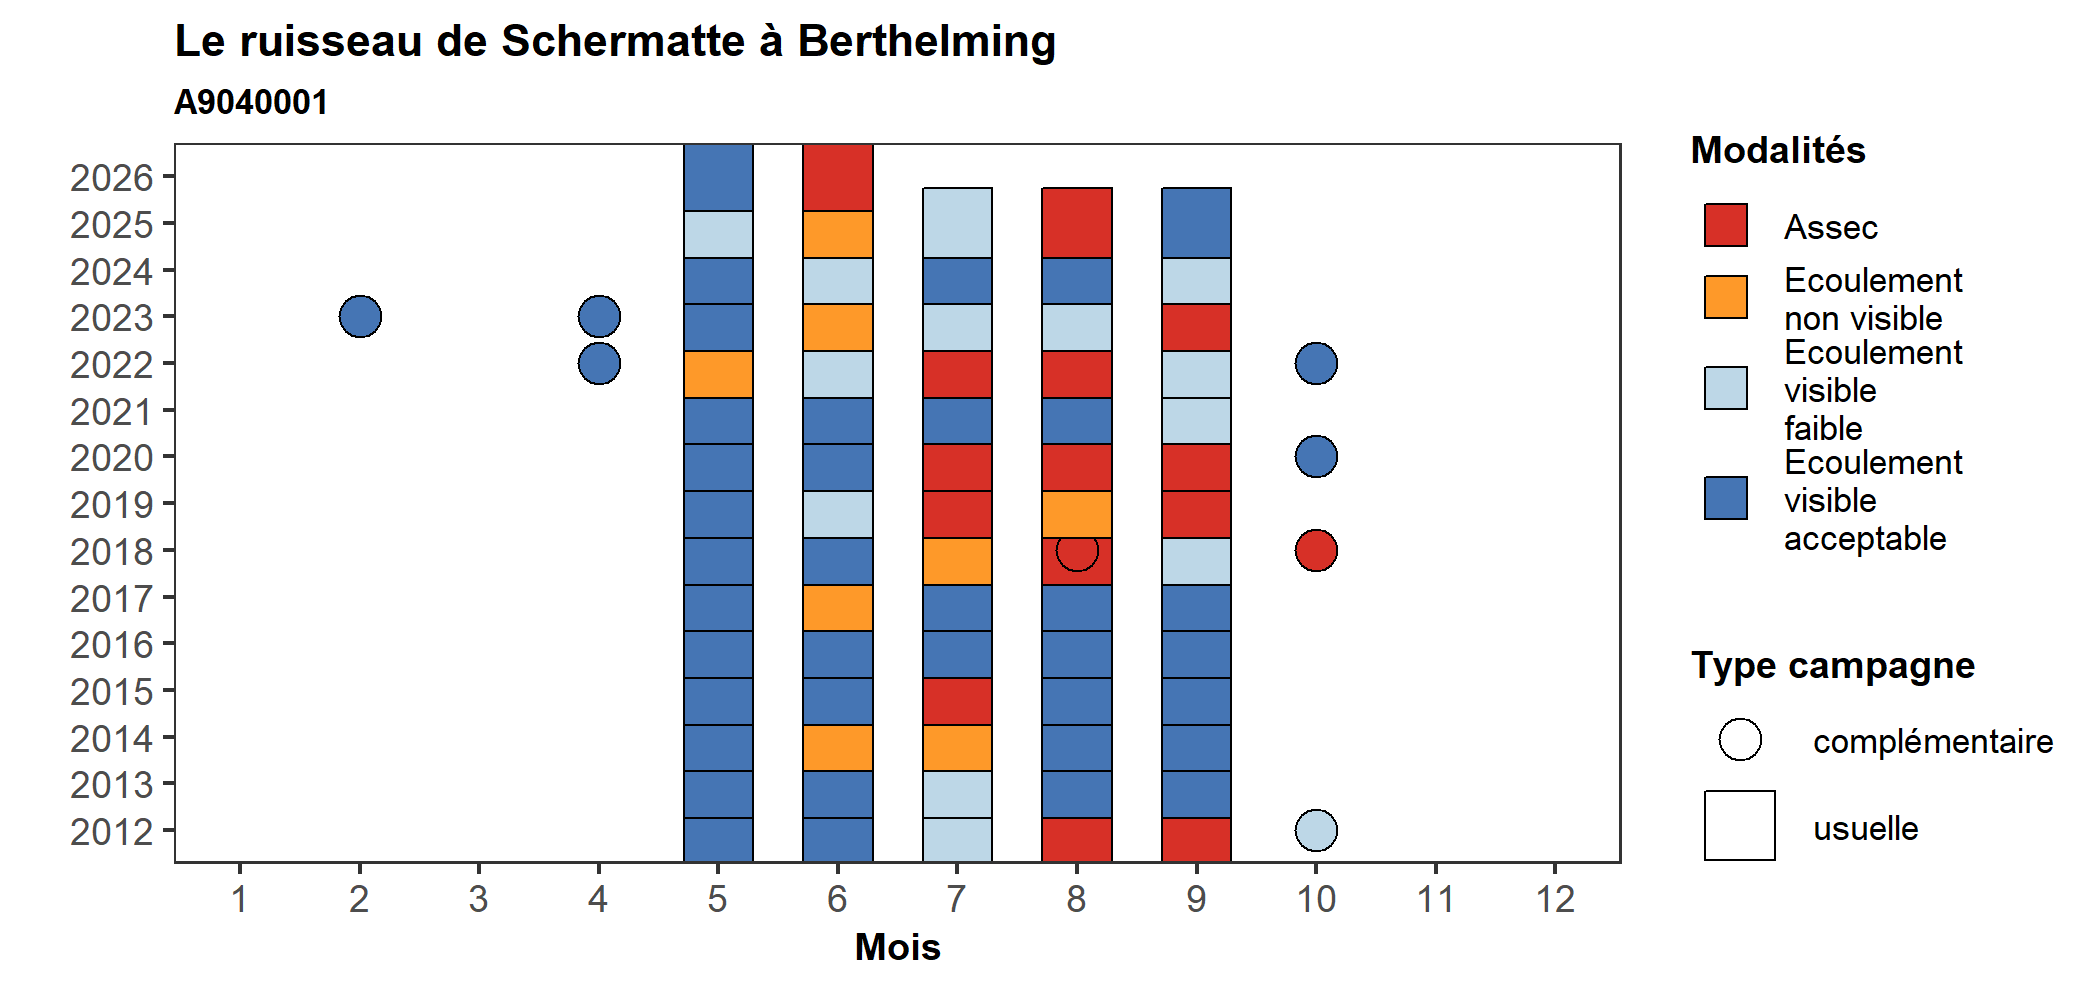 Le ruisseau de Schermatte à Berthelming
A9040001
2026
2025
2024
2023
2022
2021
2020
2019
2018
2017
2016
2015
2014
2013
2012
1 2 3 4 5 6 7 8 9 10 11 12
Mois
Modalités
Assec
Ecoulement
non visible
Ecoulement
visible
faible
Ecoulement
visible
acceptable
Type campagne
complémentaire
usuelle